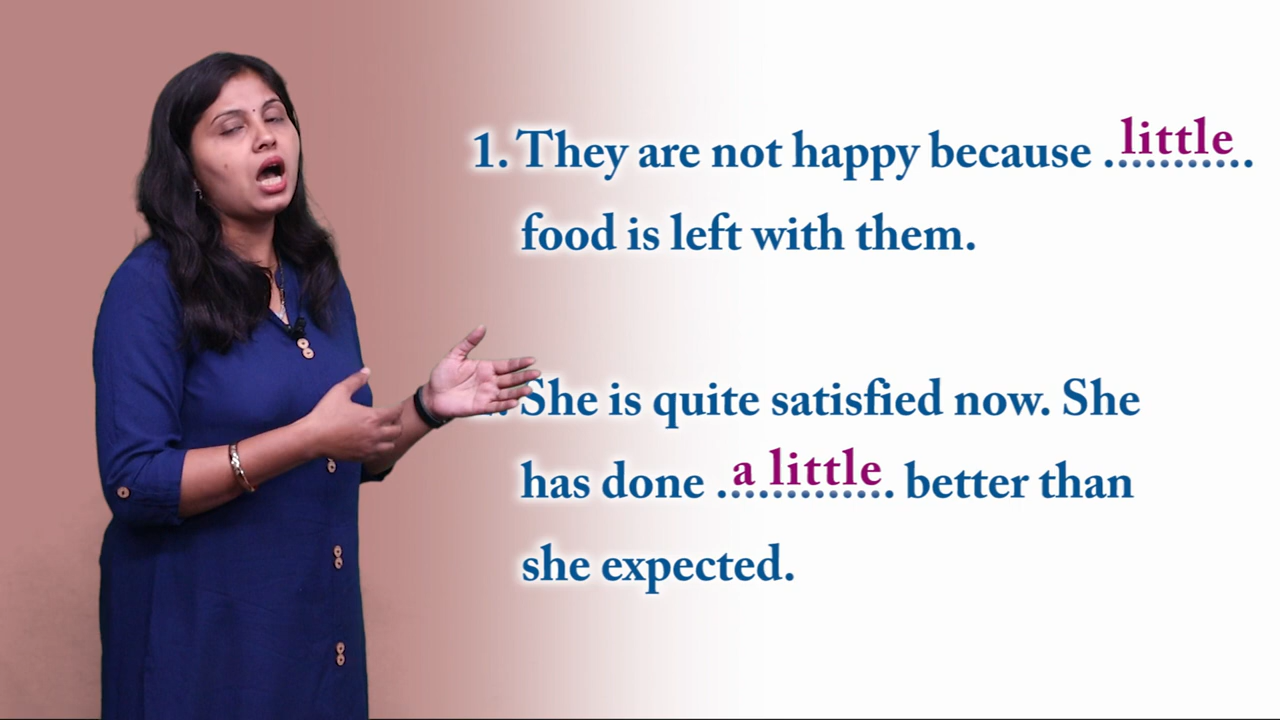 1. They are not happy because ..little..
food is left with them.
She is quite satisfied now. She
has done ..a little.. better than
she expected.